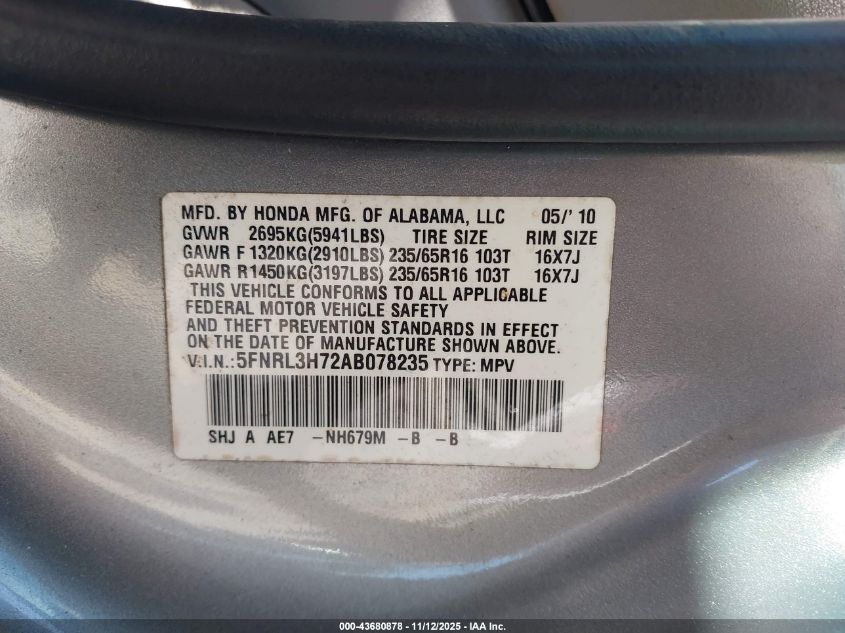 MFD. BY HONDA MFG. OF ALABAMA, LLC 05/' 10
GVWR 2695KG(5941LBS) TIRE SIZE RIM SIZE
GAWR F 1320KG(2910LBS) 235/65R16 103T 16X7J
GAWR R1450KG(3197LBS) 235/65R16 103T 16X7J
THIS VEHICLE CONFORMS TO ALL APPLICABLE
FEDERAL MOTOR VEHICLE SAFETY
AND THEFT PREVENTION STANDARDS IN EFFECT
ON THE DATE OF MANUFACTURE SHOWN ABOVE.
V.I.N.:5FNRL3H72AB078235 TYPE: MPV
SHJ A AE7 -NH679M -B -B
000-43680878 - 11/12/2025 - IAA Inc.